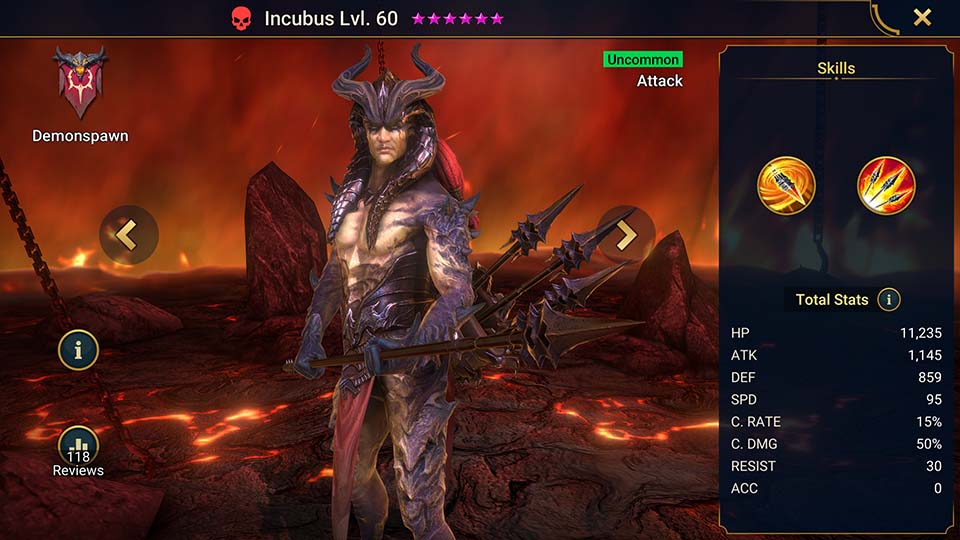 Incubus Lvl. 60
Demonspawn
Uncommon
Attack
Skills
Total Stats
HP 11,235
ATK 1,145
DEF 859
SPD 95
C. RATE 15%
C. DMG 50%
RESIST 30
ACC 0
118
Reviews